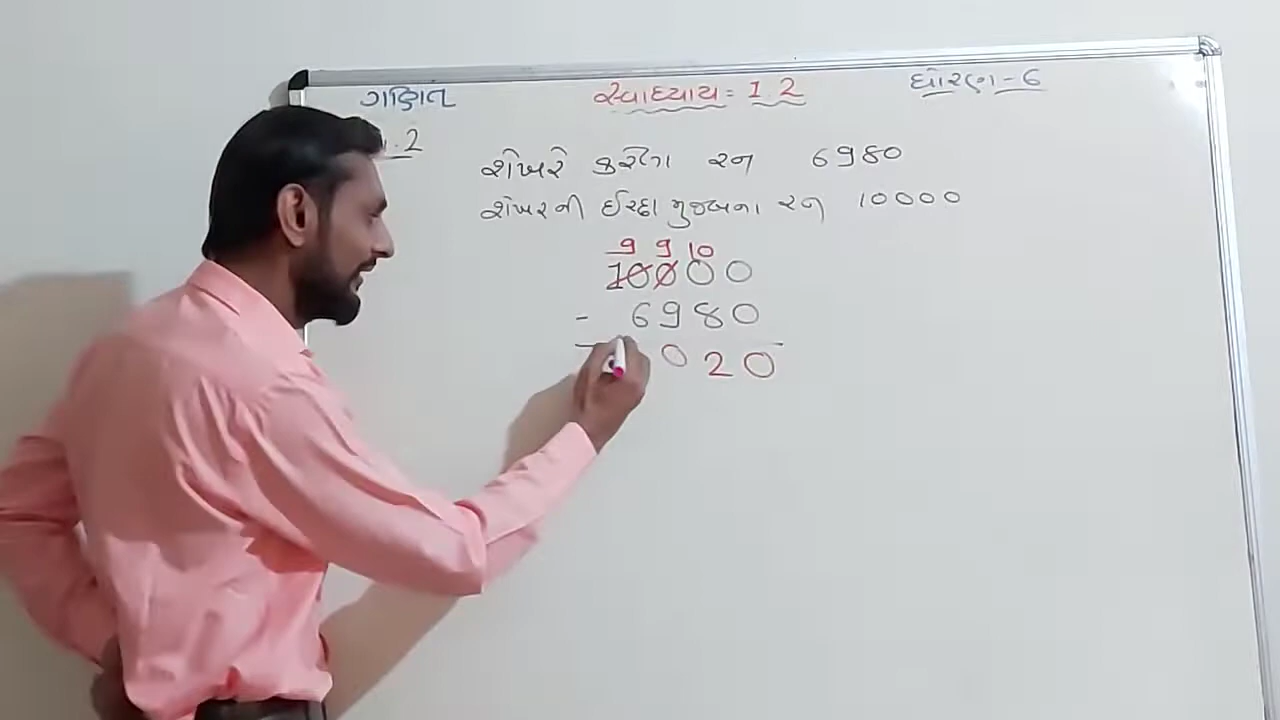 ગણિત સ્વાધ્યાય = 1.2 ધોરણ - 6
.2
શેખરે કરેલા રન 6980
શેખરની ઈચ્છા મુજબના રન 10000
9 9 10
10000
- 6980
020